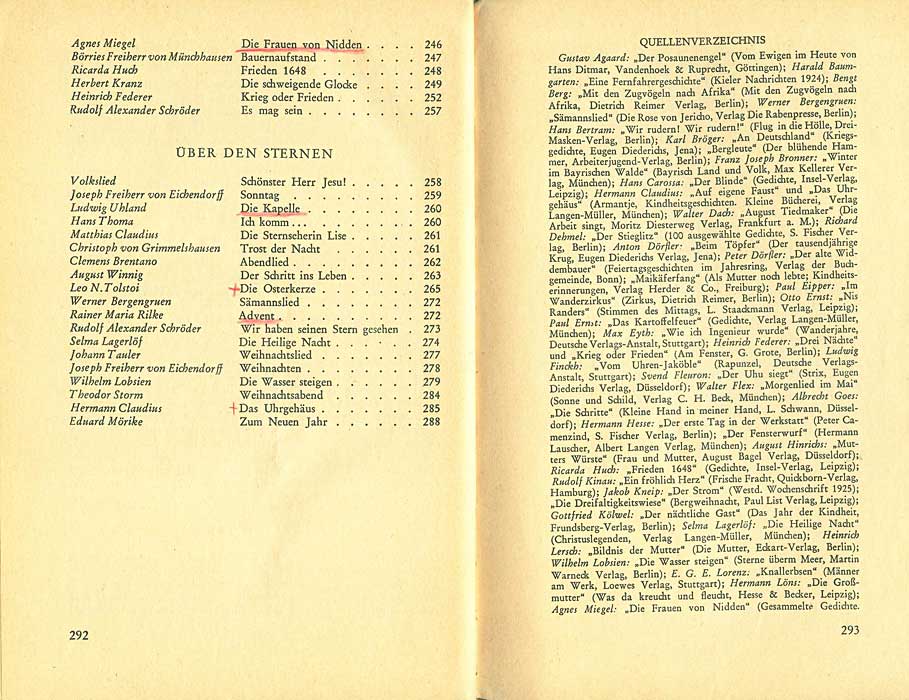 Agnes Miegel Die Frauen von Nidden . . . . 246
Börries Freiherr von Münchhausen Bauernaufstand . . . . . . . 247
Ricarda Huch Frieden 1648 . . . . . . . . 248
Herbert Kranz Die schweigende Glocke . . . . 249
Heinrich Federer Krieg oder Frieden . . . . . . 252
Rudolf Alexander Schröder Es mag sein . . . . . . . . . 257
ÜBER DEN STERNEN
Volkslied Schönster Herr Jesu! . . . . . 258
Joseph Freiherr von Eichendorff Sonntag . . . . . . . . . . 259
Ludwig Uhland Die Kapelle . . . . . . . . . 260
Hans Thoma Ich komm . . . . . . . . . . 260
Matthias Claudius Die Sternseherin Lise . . . . . 261
Christoph von Grimmelshausen Trost der Nacht . . . . . . . 261
Clemens Brentano Abendlied . . . . . . . . . 262
August Winnig Der Schritt ins Leben . . . . . 263
Leo N. Tolstoi Die Osterkerze . . . . . . . . 265
Werner Bergengruen Sämannslied . . . . . . . . . 272
Rainer Maria Rilke Advent . . . . . . . . . . . 272
Rudolf Alexander Schröder Wir haben seinen Stern gesehen . 273
Selma Lagerlöf Die Heilige Nacht . . . . . . 274
Johann Tauler Weihnachtslied . . . . . . . . 277
Joseph Freiherr von Eichendorff Weihnachten . . . . . . . . . 278
Wilhelm Lobsien Die Wasser steigen . . . . . . 279
Theodor Storm Weihnachtsabend . . . . . . . 284
Hermann Claudius Das Uhrgehäus . . . . . . . 285
Eduard Mörike Zum Neuen Jahr . . . . . . . 288
292
QUELLENVERZEICHNIS
Gustav Agaard: „Der Posaunenengel“ (Vom Ewigen im Heute von
Hans Ditmar, Vandenhoek & Ruprecht, Göttingen); Harald Baum-
garten: „Eine Fernfahrergeschichte“ (Kieler Nachrichten 1924); Bengt
Berg: „Mit den Zugvögeln nach Afrika“ (Mit den Zugvögeln nach
Afrika, Dietrich Reimer Verlag, Berlin); Werner Bergengruen:
„Sämannslied“ (Die Rose von Jericho, Verlag Die Rabenpresse, Berlin);
Hans Bertram: „Wir rudern! Wir rudern!“ (Flug in die Hölle, Drei-
Masken-Verlag, Berlin); Karl Bröger: „An Deutschland“ (Kriegs-
gedichte, Eugen Diederichs, Jena); „Bergleute“ (Der blühende Ham-
mer, Arbeiterjugend-Verlag, Berlin); Franz Joseph Bronner: „Winter
im Bayrischen Walde“ (Bayrisch Land und Volk, Max Kellerer Ver-
lag, München); Hans Carossa: „Der Blinde“ (Gedichte, Insel-Verlag,
Leipzig); Hermann Claudius: „Auf eigene Faust“ und „Das Uhr-
gehäus“ (Armantje, Kindheitsgeschichten. Kleine Bücherei, Verlag
Langen-Müller, München); Walter Dach: „August Tiedmaker“ (Die
Arbeit singt, Moritz Diesterweg Verlag, Frankfurt a. M.); Richard
Dehmel: „Der Stieglitz“ (100 ausgewählte Gedichte, S. Fischer Ver-
lag, Berlin); Anton Dörfler: „Beim Töpfer“ (Der tausendjährige
Krug, Eugen Diederichs Verlag, Jena); Peter Dörfler: „Der alte Wid-
dembauer“ (Feiertagsgeschichten im Jahresring, Verlag der Buch-
gemeinde, Bonn); „Maikäferfang“ (Als Mutter noch lebte; Kindheits-
erinnerungen, Verlag Herder & Co., Freiburg); Paul Eipper: „Im
Wanderzirkus“ (Zirkus, Dietrich Reimer, Berlin); Otto Ernst: „Nis
Randers“ (Stimmen des Mittags, L. Staackmann Verlag, Leipzig);
Paul Ernst: „Das Kartoffelfeuer“ (Gedichte, Verlag Langen-Müller,
München); Max Eyth: „Wie ich Ingenieur wurde“ (Wanderjahre,
Deutsche Verlags-Anstalt, Stuttgart); Heinrich Federer: „Drei Nächte“
und „Krieg oder Frieden“ (Am Fenster, G. Grote, Berlin); Ludwig
Finckh: „Vom Uhren-Jaköble“ (Rapunzel, Deutsche Verlags-
Anstalt, Stuttgart); Svend Fleuron: „Der Uhu siegt“ (Strix, Eugen
Diederichs Verlag, Düsseldorf); Walter Flex: „Morgenlied im Mai“
(Sonne und Schild, Verlag C. H. Beck, München); Albrecht Goes:
„Die Schritte“ (Kleine Hand in meiner Hand, L. Schwann, Düssel-
dorf); Hermann Hesse: „Der erste Tag in der Werkstatt“ (Peter Ca-
menzind, S. Fischer Verlag, Berlin); „Der Fensterwurf“ (Hermann
Lauscher, Albert Langen Verlag, München); August Hinrichs: „Mut-
ters Würste“ (Frau und Mutter, August Bagel Verlag, Düsseldorf);
Ricarda Huch: „Frieden 1648“ (Gedichte, Insel-Verlag, Leipzig);
Rudolf Kinau: „Ein fröhlich Herz“ (Frische Fracht, Quickborn-Verlag,
Hamburg); Jakob Kneip: „Der Strom“ (Westd. Wochenschrift 1925);
„Die Dreifaltigkeitswiese“ (Bergweihnacht, Paul List Verlag, Leipzig);
Gottfried Kölwel: „Der nächtliche Gast“ (Das Jahr der Kindheit,
Frundsberg-Verlag, Berlin); Selma Lagerlöf: „Die Heilige Nacht“
(Christuslegenden, Verlag Langen-Müller, München); Heinrich
Lersch: „Bildnis der Mutter“ (Die Mutter, Eckart-Verlag, Berlin);
Wilhelm Lobsien: „Die Wasser steigen“ (Sterne überm Meer, Martin
Warneck Verlag, Berlin); E. G. E. Lorenz: „Knallerbsen“ (Männer
am Werk, Loewes Verlag, Stuttgart); Hermann Löns: „Die Groß-
mutter“ (Was da kreucht und fleucht, Hesse & Becker, Leipzig);
Agnes Miegel: „Die Frauen von Nidden“ (Gesammelte Gedichte.
293